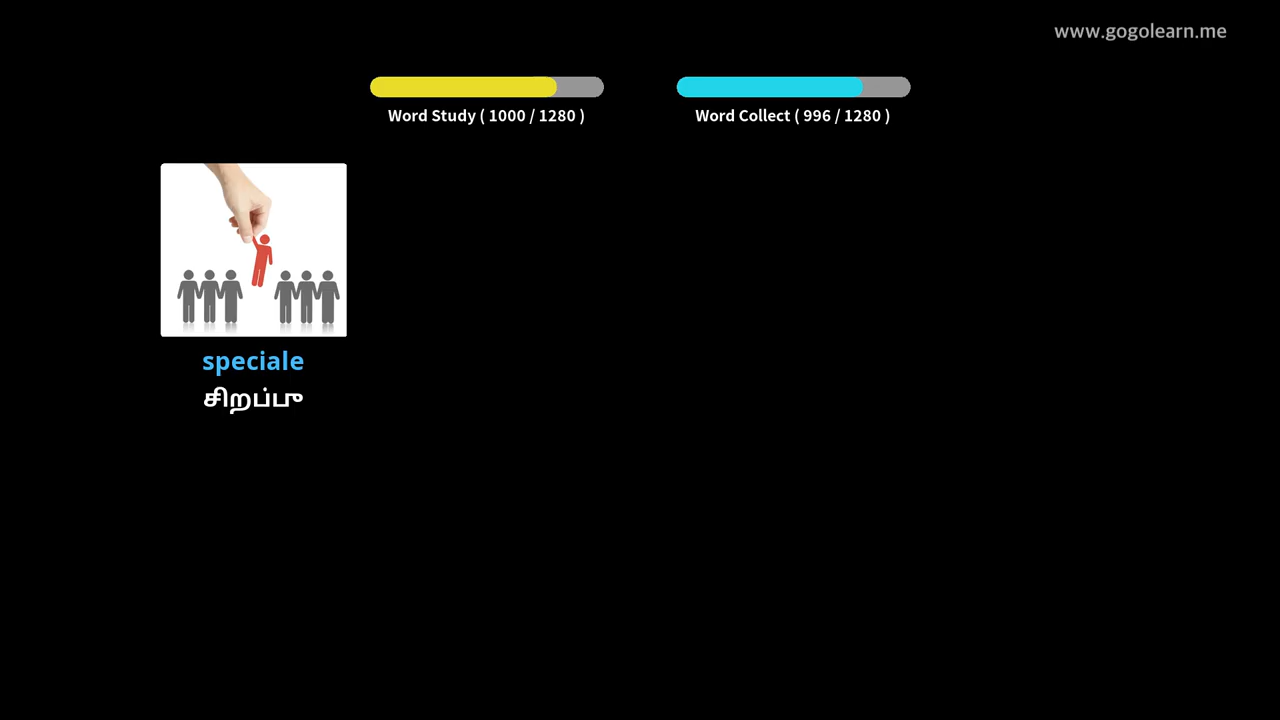 www.gogolearn.me
Word Study ( 1000 / 1280 )
Word Collect ( 996 / 1280 )
speciale
சிறப்பு